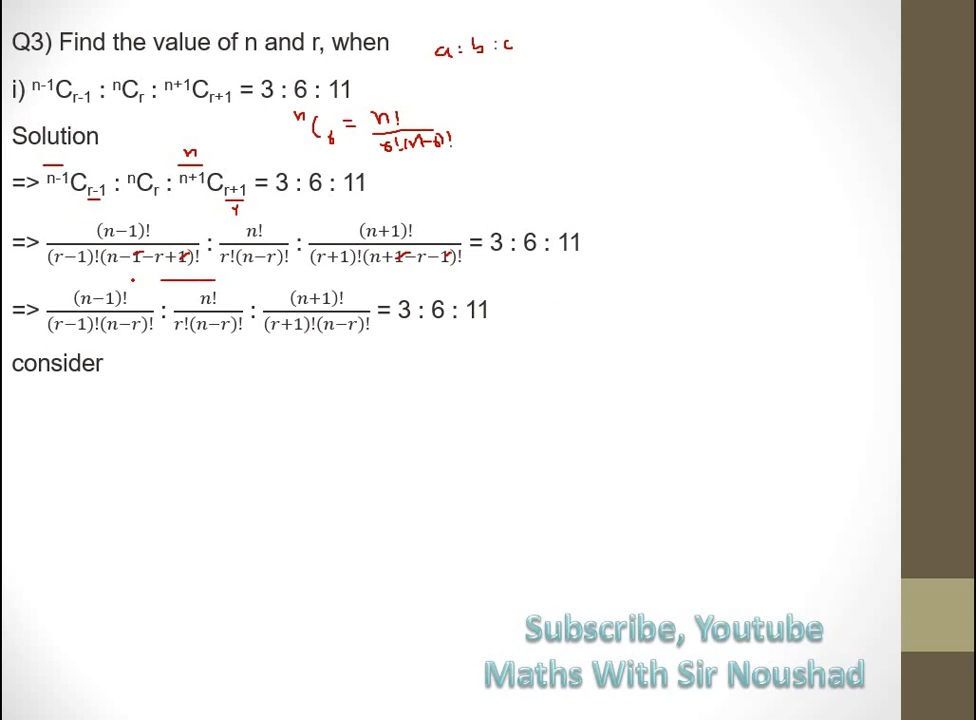 Q3) Find the value of n and r, when a : b : c
i) ⁿ⁻¹Cᵣ₋₁ : ⁿCᵣ : ⁿ⁺¹Cᵣ₊₁ = 3 : 6 : 11
Solution
=> ⁿ⁻¹Cᵣ₋₁ : ⁿCᵣ : ⁿ⁺¹Cᵣ₊₁ = 3 : 6 : 11
=> (n−1)!/(r−1)!(n−1−r+1)! : n!/r!(n−r)! : (n+1)!/(r+1)!(n+1−r−1)! = 3 : 6 : 11
=> (n−1)!/(r−1)!(n−r)! : n!/r!(n−r)! : (n+1)!/(r+1)!(n−r)! = 3 : 6 : 11
consider
Subscribe, Youtube
Maths With Sir Noushad